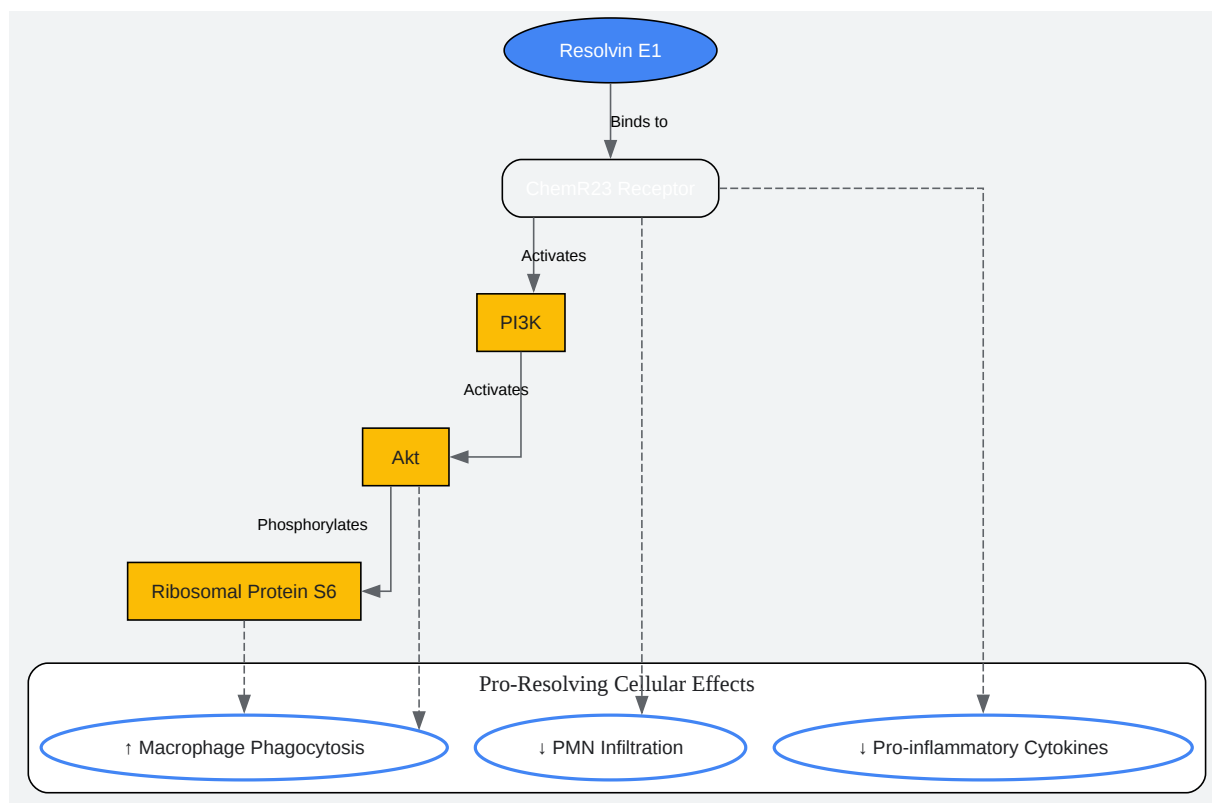 Resolvin E1
Binds to
ChemR23 Receptor
Activates
PI3K
Activates
Akt
Phosphorylates
Ribosomal Protein S6
Pro-Resolving Cellular Effects
↑ Macrophage Phagocytosis
↓ PMN Infiltration
↓ Pro-inflammatory Cytokines